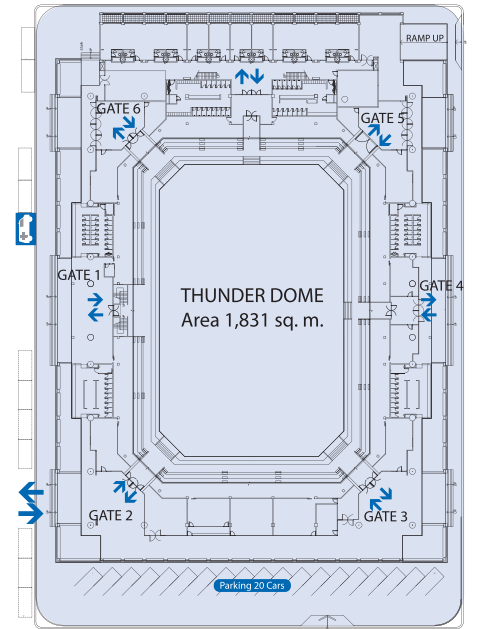 RAMP UP
GATE 6
GATE 5
GATE 1
GATE 4
THUNDER DOME
Area 1,831 sq. m.
GATE 2
GATE 3
Parking 20 Cars